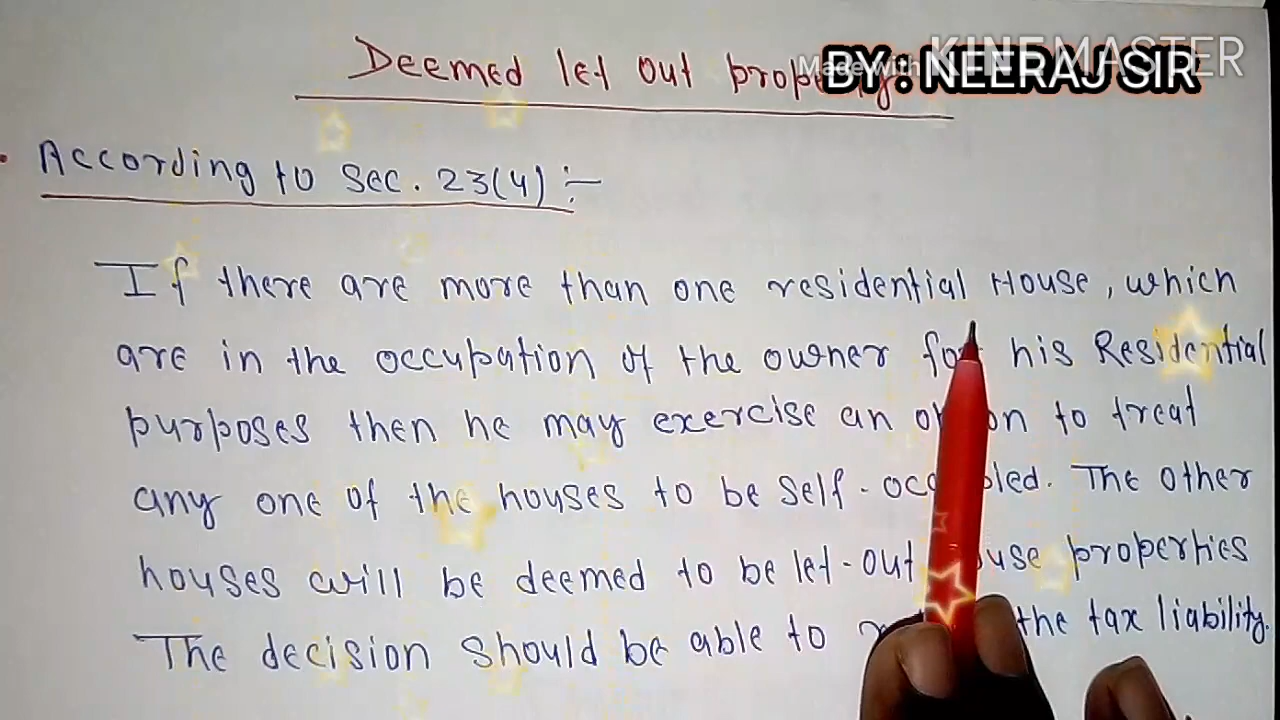 Deemed let out
BY : NEERAJ SIR
Made with KINEMASTER
According to Sec. 23(4) :-
If there are more than one residential House, which
are in the occupation of the owner his Residential
purposes then he may exercise an to treat
any one of the houses to be Self-
The other
houses will be deemed to be let-out properties
The decision should be able to the tax liability.